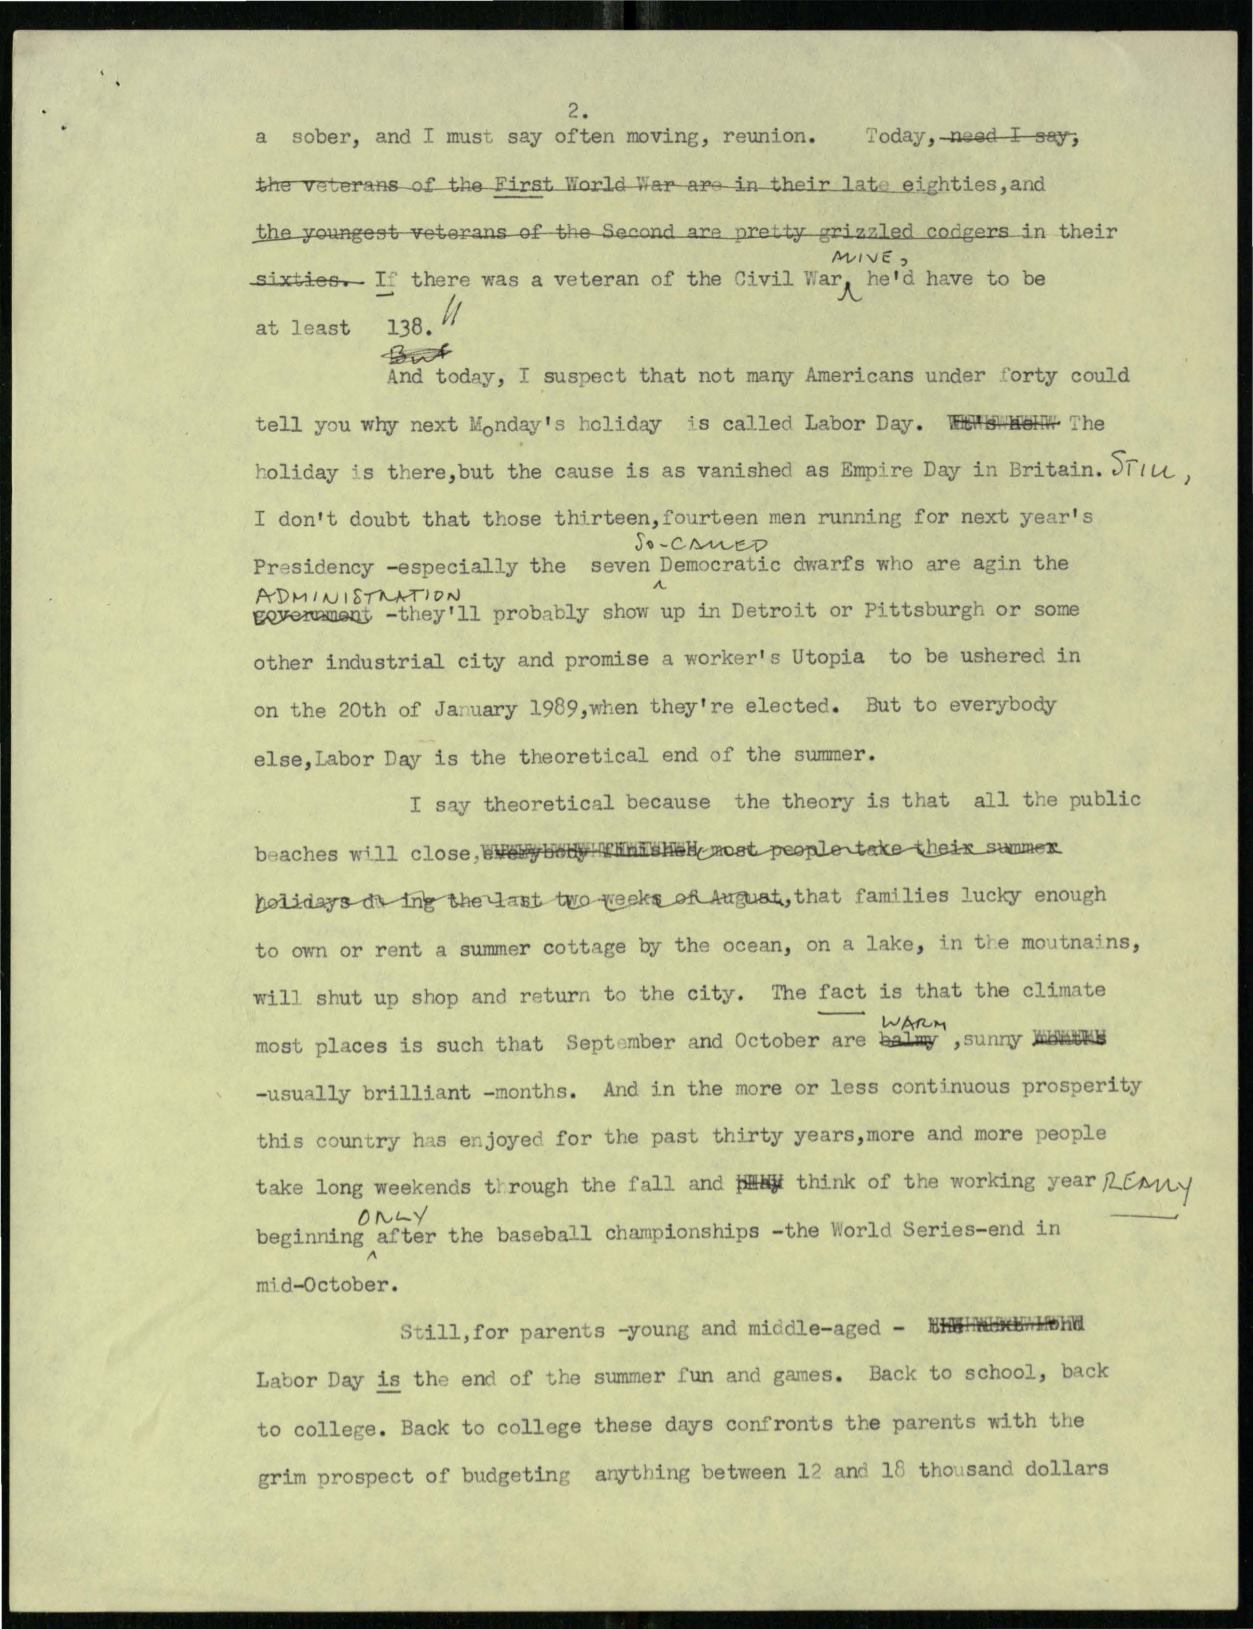 2.
a sober, and I must say often moving, reunion. Today, need I say,
the veterans of the First World War are in their late eighties,and
the youngest veterans of the Second are pretty grizzled codgers in their
ALIVE,
sixties. If there was a veteran of the Civil War, he'd have to be
at least 138. //
But
And today, I suspect that not many Americans under forty could
tell you why next Monday's holiday is called Labor Day. The
holiday is there,but the cause is as vanished as Empire Day in Britain. STILL,
I don't doubt that those thirteen,fourteen men running for next year's
SO-CALLED
Presidency -especially the seven Democratic dwarfs who are agin the
ADMINISTRATION
government -they'll probably show up in Detroit or Pittsburgh or some
other industrial city and promise a worker's Utopia to be ushered in
on the 20th of January 1989,when they're elected. But to everybody
else,Labor Day is the theoretical end of the summer.
I say theoretical because the theory is that all the public
beaches will close,everybody finishes most people take their summer
holidays du ing the last two weeks of August,that families lucky enough
to own or rent a summer cottage by the ocean, on a lake, in the moutnains,
will shut up shop and return to the city. The fact is that the climate
WARM
most places is such that September and October are balmy ,sunny months
-usually brilliant -months. And in the more or less continuous prosperity
this country has enjoyed for the past thirty years,more and more people
take long weekends through the fall and think of the working year REALLY
ONLY
beginning after the baseball championships -the World Series-end in
mid-October.
Still,for parents -young and middle-aged -
Labor Day is the end of the summer fun and games. Back to school, back
to college. Back to college these days confronts the parents with the
grim prospect of budgeting anything between 12 and 18 thousand dollars